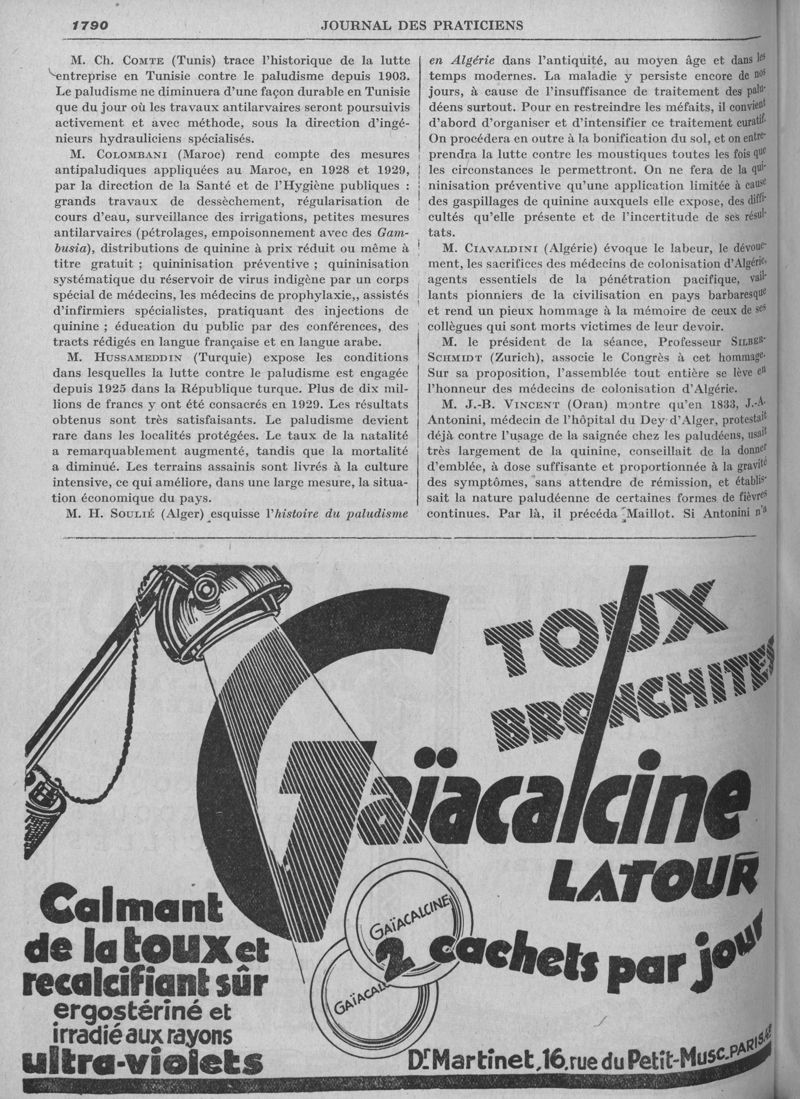 1790
JOURNAL DES PRATICIENS
M. Ch. COMTE (Tunis) trace l'historique de la lutte
entreprise en Tunisie contre le paludisme depuis 1903.
Le paludisme ne diminuera d'une façon durable en Tunisie
que du jour où les travaux antilarvaires seront poursuivis
activement et avec méthode, sous la direction d'ingé-
nieurs hydrauliciens spécialisés.
M. COLOMBANI (Maroc) rend compte des mesures
antipaludiques appliquées au Maroc, en 1928 et 1929,
par la direction de la Santé et de l'Hygiène publiques :
grands travaux de dessèchement, régularisation de
cours d'eau, surveillance des irrigations, petites mesures
antilarvaires (pétrolages, empoisonnement avec des Gam-
busia), distributions de quinine à prix réduit ou même à
titre gratuit ; quininisation préventive ; quininisation
systématique du réservoir de virus indigène par un corps
spécial de médecins, les médecins de prophylaxie,, assistés
d'infirmiers spécialistes, pratiquant des injections de
quinine ; éducation du public par des conférences, des
tracts rédigés en langue française et en langue arabe.
M. HUSSAMEDDIN (Turquie) expose les conditions
dans lesquelles la lutte contre le paludisme est engagée
depuis 1925 dans la République turque. Plus de dix mil-
lions de francs y ont été consacrés en 1929. Les résultats
obtenus sont très satisfaisants. Le paludisme devient
rare dans les localités protégées. Le taux de la natalité
a remarquablement augmenté, tandis que la mortalité
a diminué. Les terrains assainis sont livrés à la culture
intensive, ce qui améliore, dans une large mesure, la situa-
tion économique du pays.
M. H. SOULIÉ (Alger) esquisse l'histoire du paludisme
en Algérie dans l'antiquité, au moyen âge et dans les
temps modernes. La maladie y persiste encore de nos
jours, à cause de l'insuffisance de traitement des palu-
déens surtout. Pour en restreindre les méfaits, il convient
d'abord d'organiser et d'intensifier ce traitement curatif.
On procédera en outre à la bonification du sol, et on entre-
prendra la lutte contre les moustiques toutes les fois que
les circonstances le permettront. On ne fera de la qui-
ninisation préventive qu'une application limitée à cause
des gaspillages de quinine auxquels elle expose, des diffi-
cultés qu'elle présente et de l'incertitude de ses résul-
tats.
M. CIAVALDINI (Algérie) évoque le labeur, le dévoue-
ment, les sacrifices des médecins de colonisation d'Algérie,
agents essentiels de la pénétration pacifique, vail-
lants pionniers de la civilisation en pays barbaresque
et rend un pieux hommage à la mémoire de ceux de ses
collègues qui sont morts victimes de leur devoir.
M. le président de la séance, Professeur SILBER-
SCHMIDT (Zurich), associe le Congrès à cet hommage.
Sur sa proposition, l'assemblée tout entière se lève en
l'honneur des médecins de colonisation d'Algérie.
M. J.-B. VINCENT (Oran) montre qu'en 1833, J.-A.
Antonini, médecin de l'hôpital du Dey d'Alger, protestait
déjà contre l'usage de la saignée chez les paludéens, usait
très largement de la quinine, conseillait de la donner
d'emblée, à dose suffisante et proportionnée à la gravité
des symptômes, sans attendre de rémission, et établis-
sait la nature paludéenne de certaines formes de fièvres
continues. Par là, il précéda Maillot. Si Antonini n'a
TOUX
BRONCHITES
Gaïacalcine
LATOUR
GAÏACALCINE
GAÏACAL
2 cachets par jour
Calmant
de la toux et
recalcifiant sûr
ergostériné et
irradié aux rayons
ultra-violets
Dr Martinet, 16, rue du Petit-Musc. PARIS